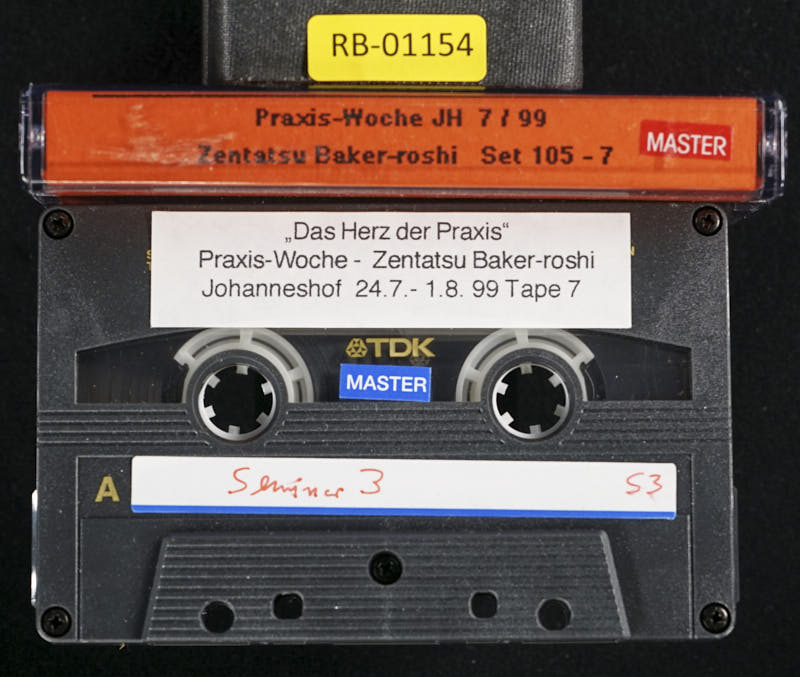 RB-01154
Praxis-Woche JH 7 / 99
Zentatsu Baker-roshi Set 105 - 7
MASTER
„Das Herz der Praxis“
Praxis-Woche - Zentatsu Baker-roshi
Johanneshof 24.7.- 1.8. 99 Tape 7
TDK
MASTER
A
Seminar 3 S3